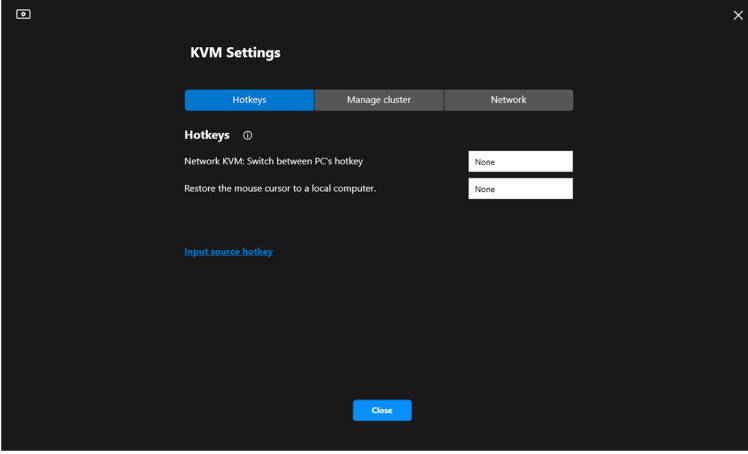 KVM Settings
Hotkeys Manage cluster Network
Hotkeys
Network KVM: Switch between PC's hotkey None
Restore the mouse cursor to a local computer. None
Input source hotkey
Close